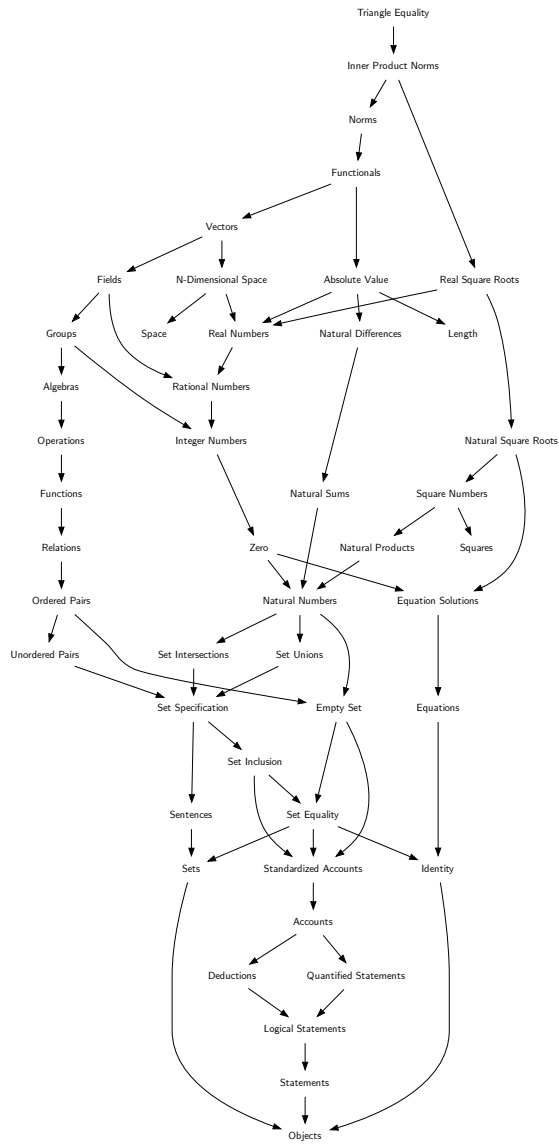 Triangle Equality
Inner Product Norms
Norms
Functionals
Vectors
Fields
N-Dimensional Space
Absolute Value
Real Square Roots
Groups
Space
Real Numbers
Natural Differences
Length
Algebras
Rational Numbers
Operations
Integer Numbers
Natural Square Roots
Functions
Natural Sums
Square Numbers
Relations
Zero
Natural Products
Squares
Ordered Pairs
Natural Numbers
Equation Solutions
Unordered Pairs
Set Intersections
Set Unions
Set Specification
Empty Set
Equations
Set Inclusion
Sentences
Set Equality
Sets
Standardized Accounts
Identity
Accounts
Deductions
Quantified Statements
Logical Statements
Statements
Objects